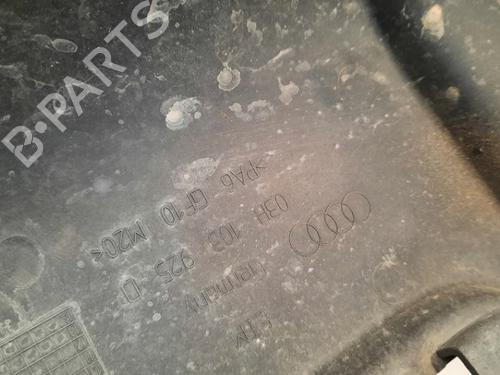 B-PARTS
>PA6 GF10 M20<
03H 103 925 Q
Germany